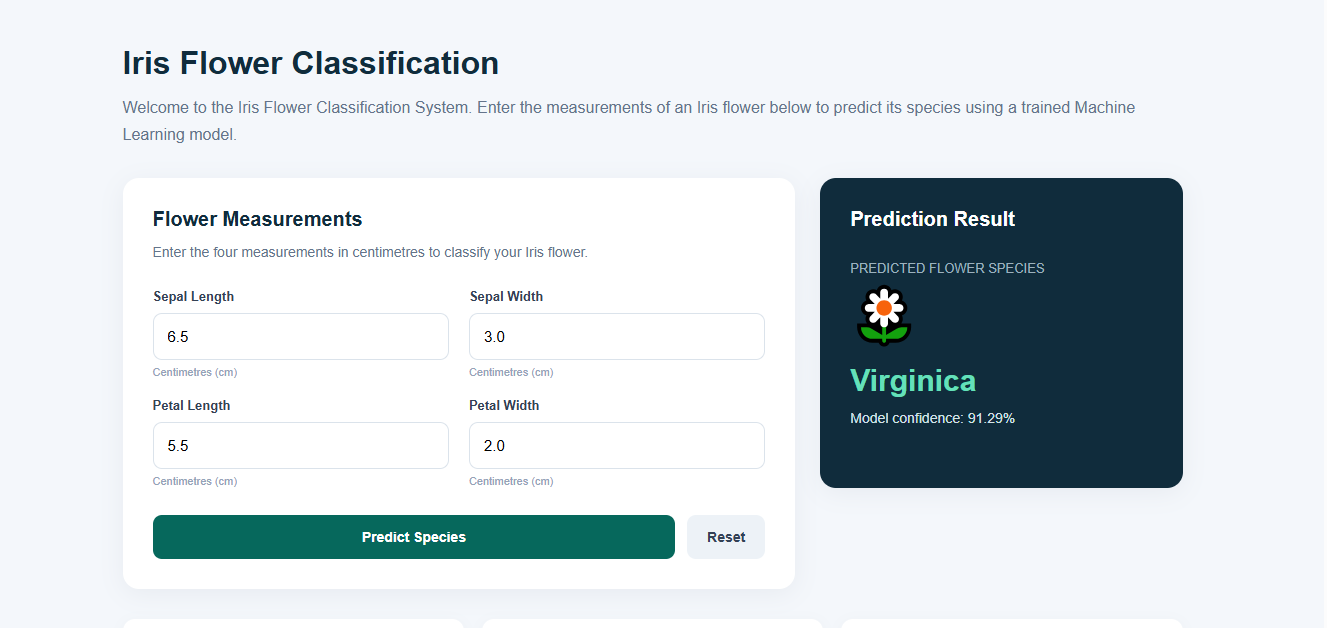 Iris Flower Classification
Welcome to the Iris Flower Classification System. Enter the measurements of an Iris flower below to predict its species using a trained Machine
Learning model.
Flower Measurements
Enter the four measurements in centimetres to classify your Iris flower.
Sepal Length
Sepal Width
6.5
3.0
Centimetres (cm)
Centimetres (cm)
Petal Length
Petal Width
5.5
2.0
Centimetres (cm)
Centimetres (cm)
Predict Species
Reset
Prediction Result
PREDICTED FLOWER SPECIES
Virginica
Model confidence: 91.29%